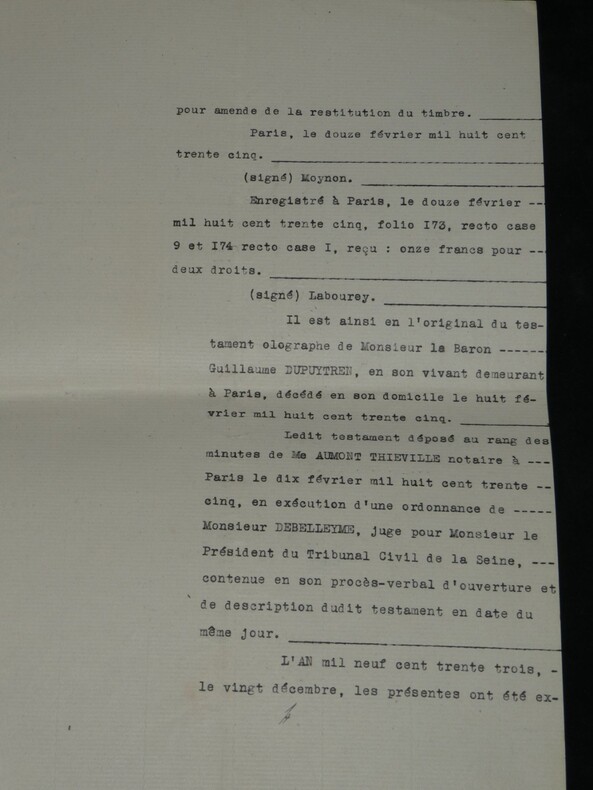 pour amende de la restitution du timbre. ________
Paris, le douze février mil huit cent
trente cinq. ________
(signé) Moynon. ________
Enregistré à Paris, le douze février ---
mil huit cent trente cinq, folio I73, recto case
9 et I74 recto case I, reçu : onze francs pour ---
deux droits. ________
(signé) Labourey. ________
Il est ainsi en l'original du tes-
tament olographe de Monsieur le Baron ------
Guillaume DUPUYTREN, en son vivant demeurant
à Paris, décédé en son domicile le huit fé-
vrier mil huit cent trente cinq. ________
Ledit testament déposé au rang des
minutes de Me AUMONT THIEVILLE notaire à ---
Paris le dix février mil huit cent trente --
cinq, en exécution d'une ordonnance de -----
Monsieur DEBELLEYME, juge pour Monsieur le
Président du Tribunal Civil de la Seine, ---
contenue en son procès-verbal d'ouverture et
de description dudit testament en date du
même jour. ________
L'AN mil neuf cent trente trois, -
le vingt décembre, les présentes ont été ex-